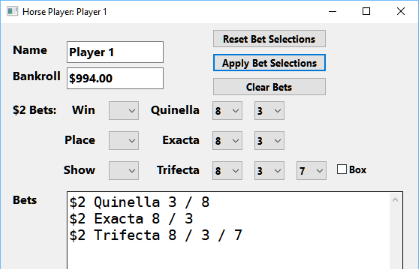 Horse Player: Player 1
Name Player 1 Reset Bet Selections
Apply Bet Selections
Bankroll $994.00
Clear Bets
$2 Bets: Win Quinella 8 3
Place Exacta 8 3
Show Trifecta 8 3 7 Box
Bets
$2 Quinella 3 / 8
$2 Exacta 8 / 3
$2 Trifecta 8 / 3 / 7